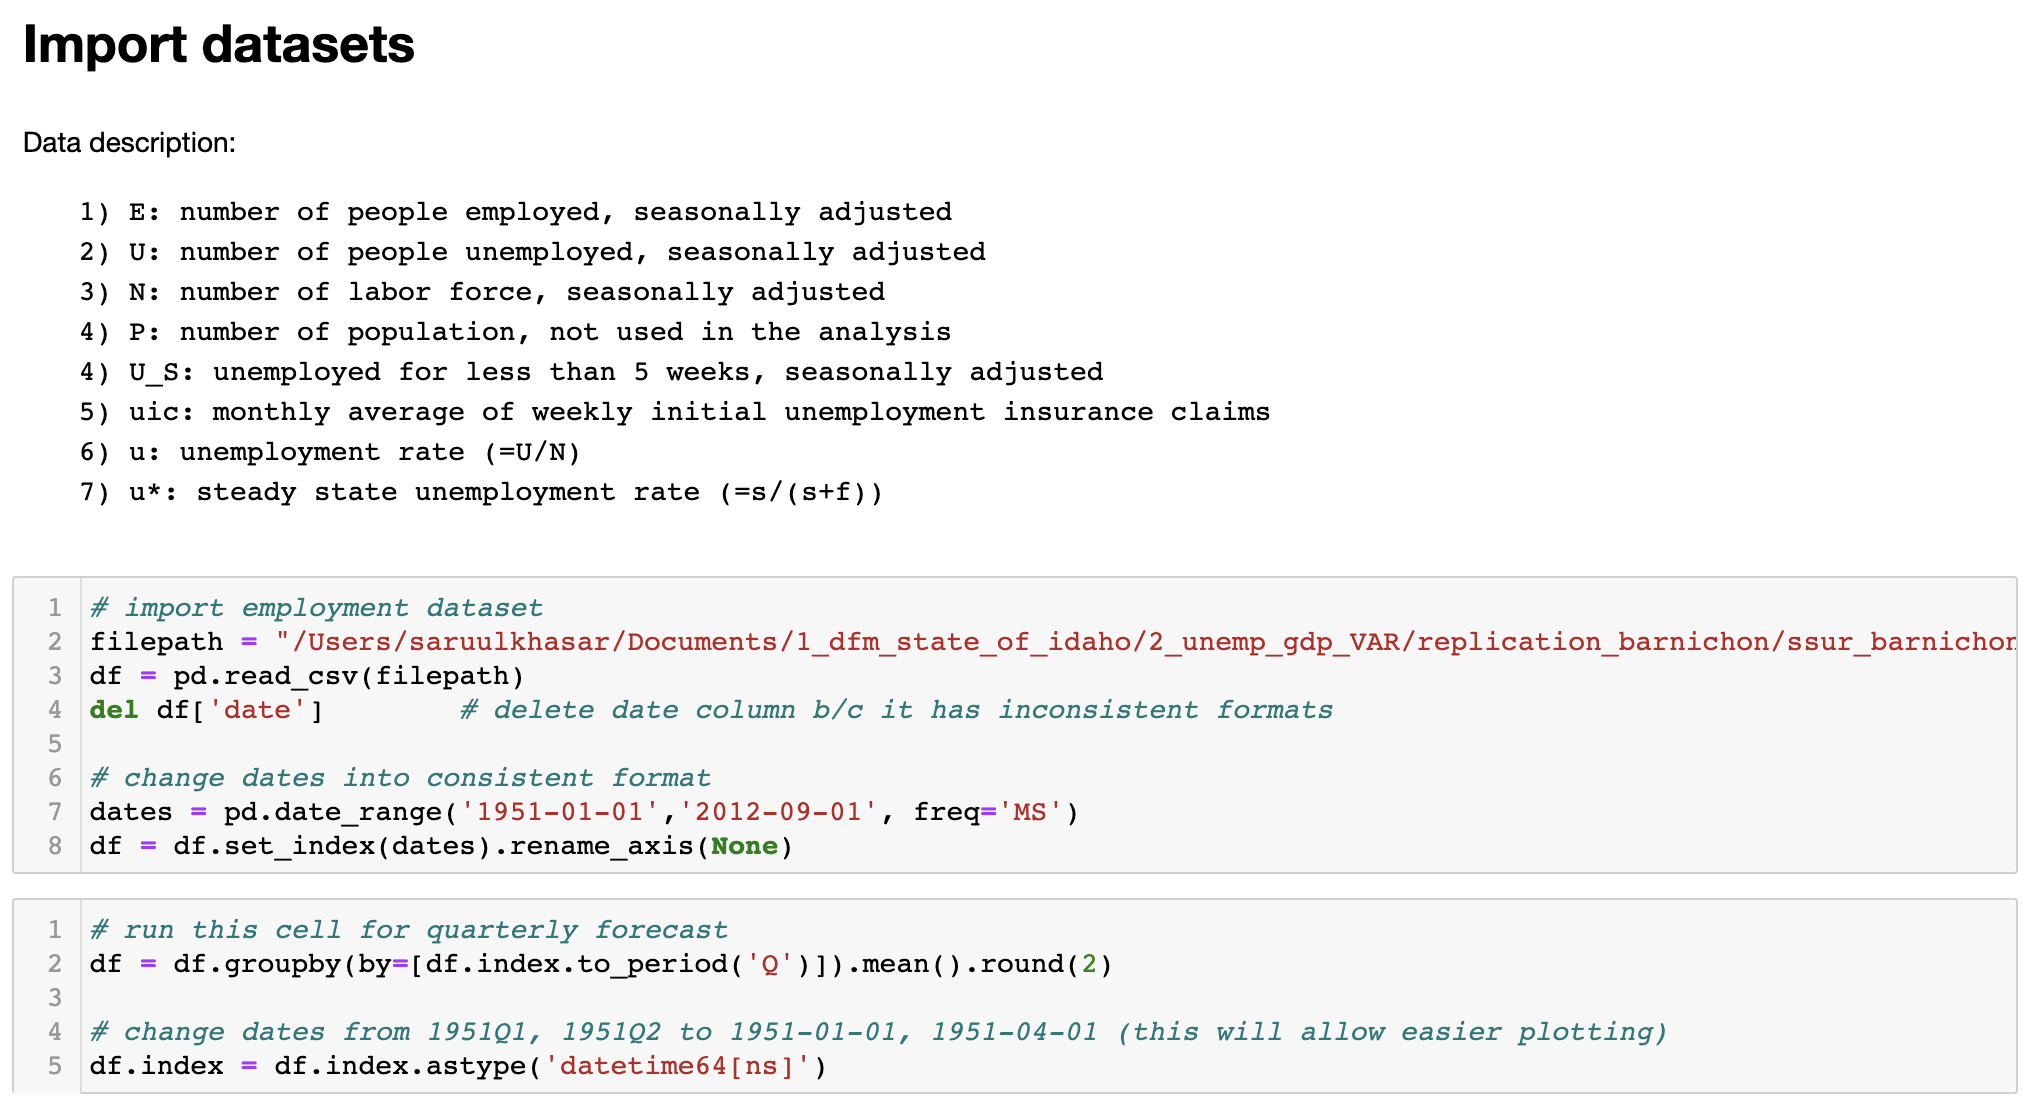 Import datasets
Data description:
1) E: number of people employed, seasonally adjusted
2) U: number of people unemployed, seasonally adjusted
3) N: number of labor force, seasonally adjusted
4) P: number of population, not used in the analysis
4) U_S: unemployed for less than 5 weeks, seasonally adjusted
5) uic: monthly average of weekly initial unemployment insurance claims
6) u: unemployment rate (=U/N)
7) u*: steady state unemployment rate (=s/(s+f))
1 # import employment dataset
2 filepath = "/Users/saruulkhasar/Documents/1_dfm_state_of_idaho/2_unemp_gdp_VAR/replication_barnichon/ssur_barnichon
3 df = pd.read_csv(filepath)
4 del df['date']        # delete date column b/c it has inconsistent formats
5
6 # change dates into consistent format
7 dates = pd.date_range('1951-01-01','2012-09-01', freq='MS')
8 df = df.set_index(dates).rename_axis(None)
1 # run this cell for quarterly forecast
2 df = df.groupby(by=[df.index.to_period('Q')]).mean().round(2)
3
4 # change dates from 1951Q1, 1951Q2 to 1951-01-01, 1951-04-01 (this will allow easier plotting)
5 df.index = df.index.astype('datetime64[ns]')